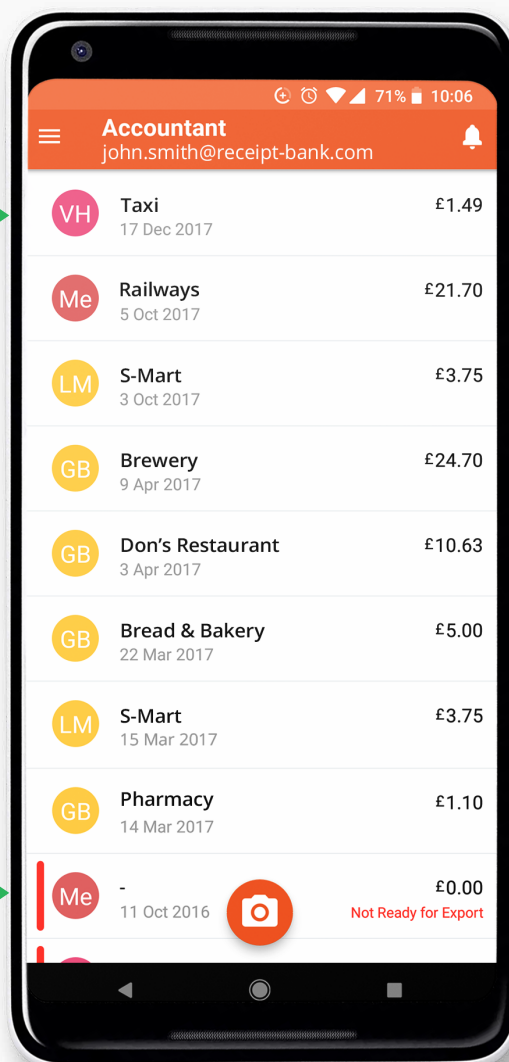 71% 10:06
Accountant
john.smith@receipt-bank.com
VH Taxi £1.49
17 Dec 2017
Me Railways £21.70
5 Oct 2017
LM S-Mart £3.75
3 Oct 2017
GB Brewery £24.70
9 Apr 2017
GB Don’s Restaurant £10.63
3 Apr 2017
GB Bread & Bakery £5.00
22 Mar 2017
LM S-Mart £3.75
15 Mar 2017
GB Pharmacy £1.10
14 Mar 2017
Me - £0.00
11 Oct 2016 Not Ready for Export